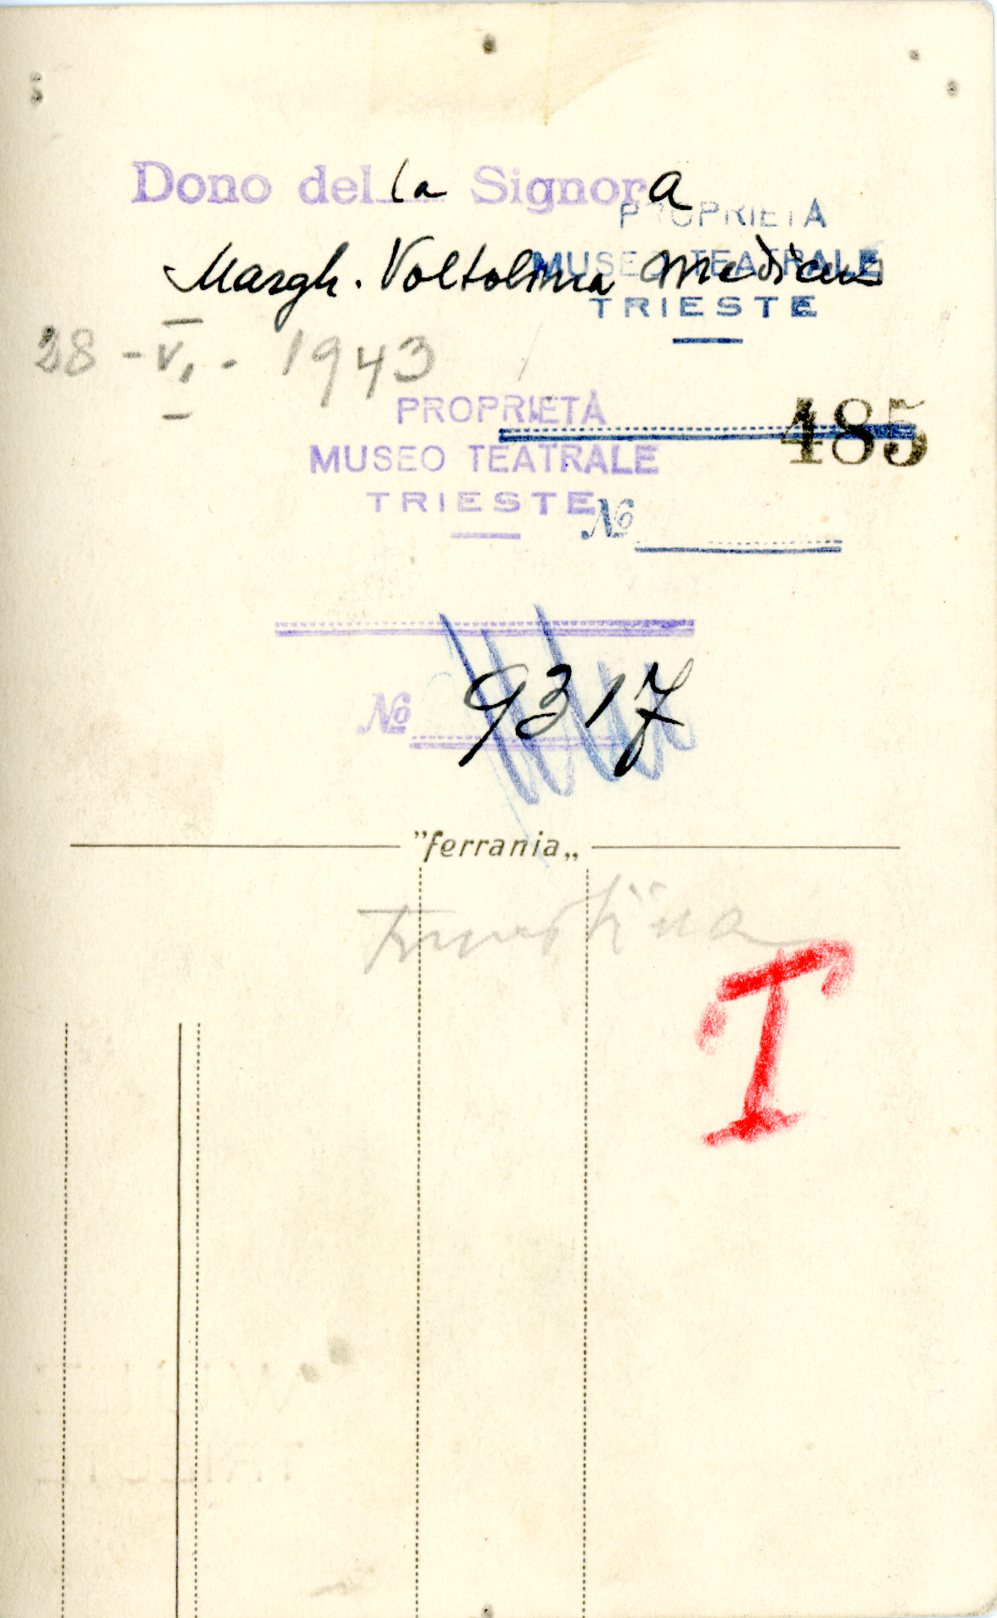 Dono della Signora
Margh. Voltolina Medicus
PROPRIETÀ
MUSEO TEATRALE
TRIESTE
28-VI.-1943
PROPRIETÀ
MUSEO TEATRALE
TRIESTE
485
No
No 9317
"ferrania„
T